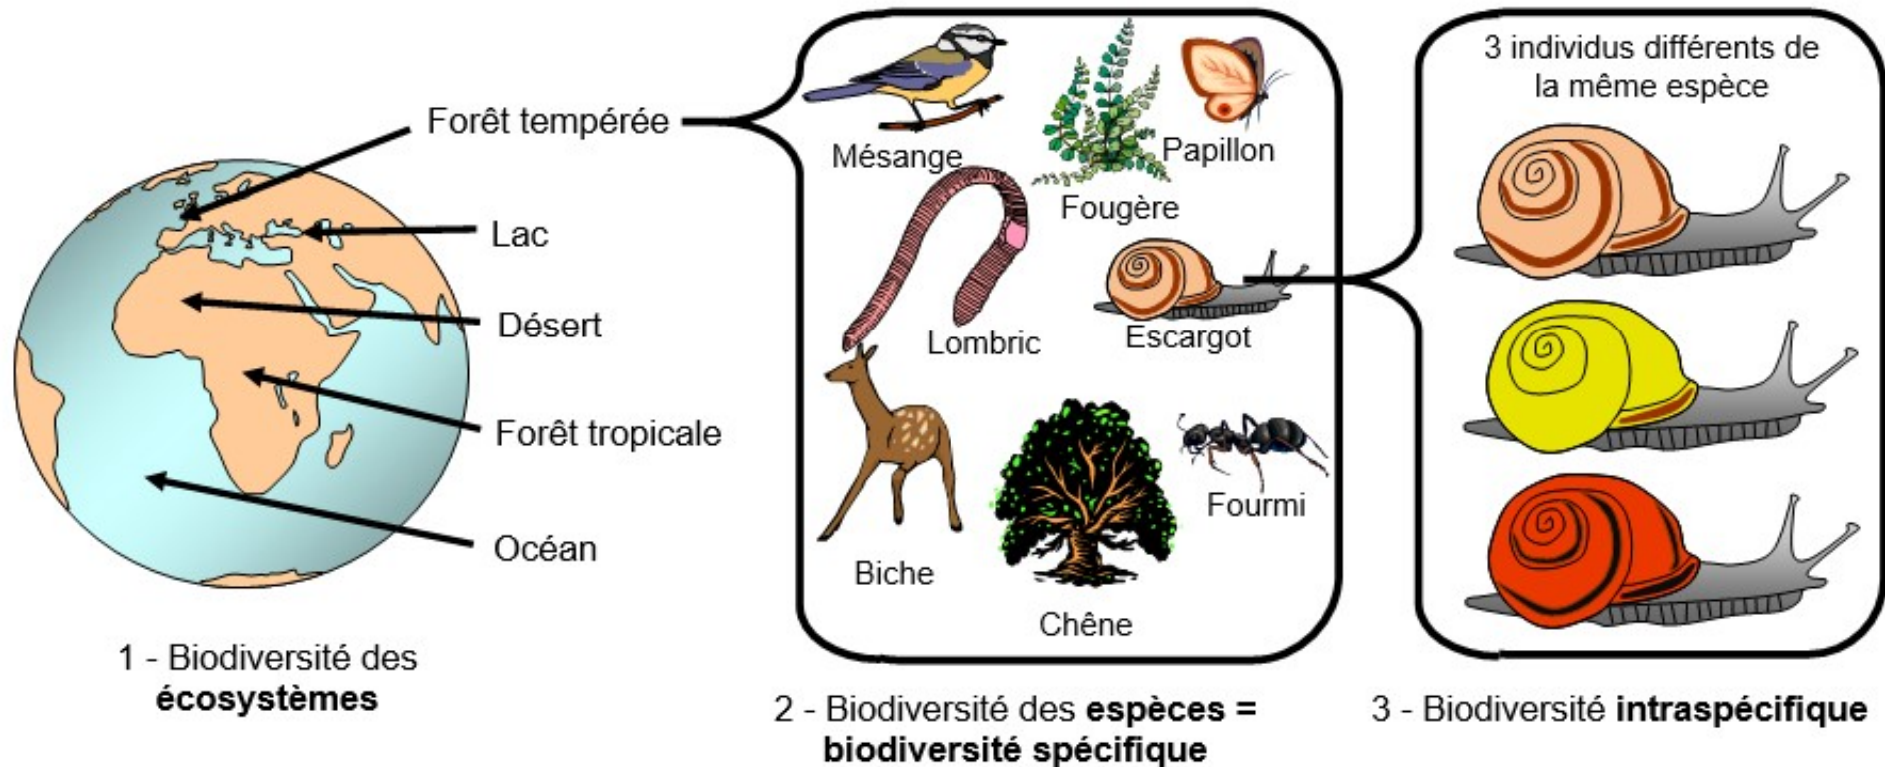 Forêt tempérée
Lac
Désert
Forêt tropicale
Océan
1 - Biodiversité des
écosystèmes
Mésange
Fougère
Papillon
Lombric
Escargot
Biche
Chêne
Fourmi
2 - Biodiversité des espèces =
biodiversité spécifique
3 individus différents de
la même espèce
3 - Biodiversité intraspécifique